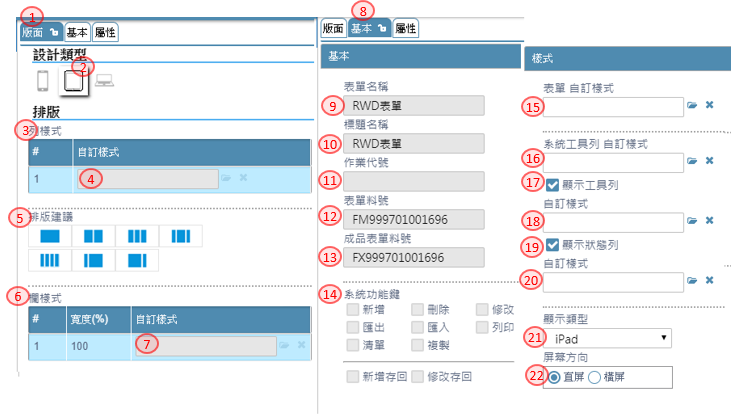 1
版面 基本 屬性
設計類型
2
排版
3 列樣式
# 自訂樣式
1 4
5 排版建議
6 欄樣式
# 寬度(%) 自訂樣式
1 100 7
8
版面 基本 屬性
基本
表單名稱
9 RWD表單
標題名稱
10 RWD表單
作業代號
11
表單料號
12 FM999701001696
成品表單料號
13 FX999701001696
14 系統功能鍵
新增 刪除 修改
匯出 匯入 列印
清單 複製
新增存回 修改存回
樣式
表單 自訂樣式
15
系統工具列 自訂樣式
16
17 顯示工具列
自訂樣式
18
19 顯示狀態列
自訂樣式
20
顯示類型
21 iPad
屏幕方向
22 直屏 橫屏